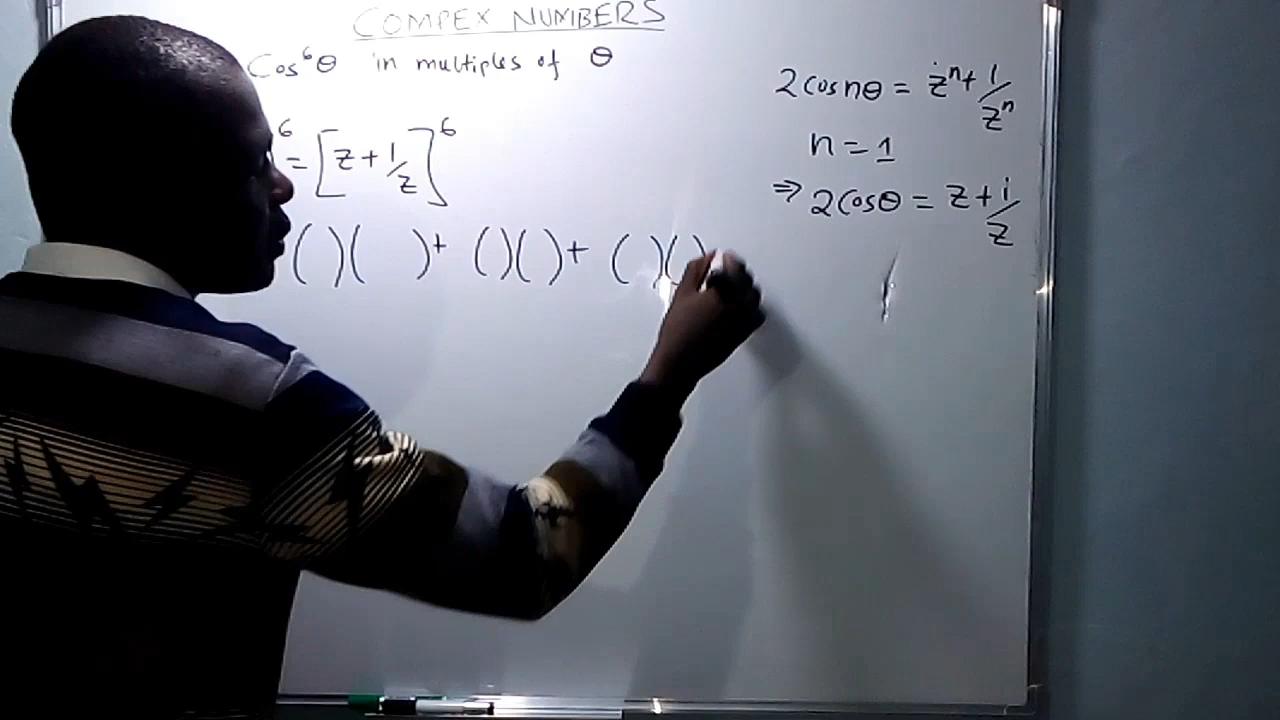 COMPEX NUMBERS
Cos⁶θ in multiples of θ
⁶ = [z + 1/z]⁶
( )( ) + ( )( ) + ( )( )
2cos nθ = zⁿ + 1/zⁿ
n = 1
⇒ 2cosθ = z + 1/z